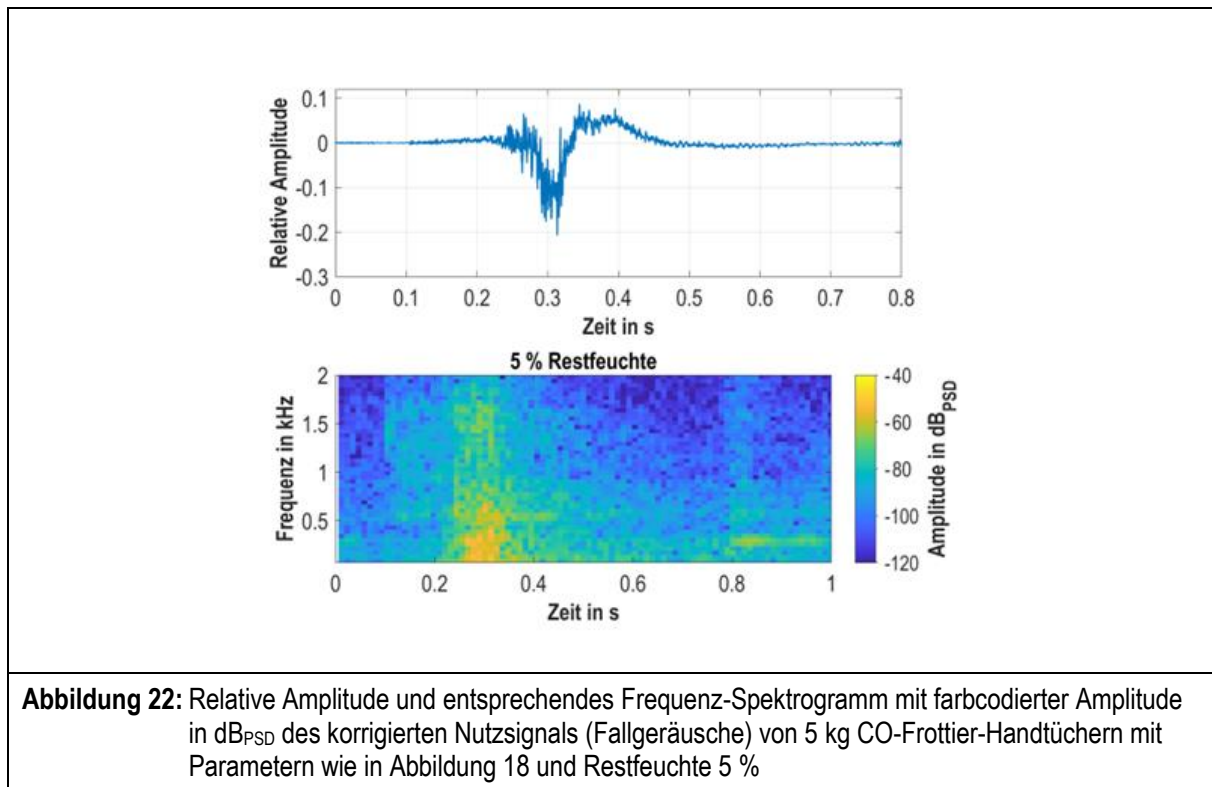 0.1
0
-0.1
-0.2
-0.3
Relative Amplitude
0 0.1 0.2 0.3 0.4 0.5 0.6 0.7 0.8
Zeit in s
5 % Restfeuchte
2
1.5
1
0.5
Frequenz in kHz
0 0.2 0.4 0.6 0.8 1
Zeit in s
-40
-60
-80
-100
-120
Amplitude in dBPSD
Abbildung 22: Relative Amplitude und entsprechendes Frequenz-Spektrogramm mit farbcodierter Amplitude
in dBPSD des korrigierten Nutzsignals (Fallgeräusche) von 5 kg CO-Frottier-Handtüchern mit
Parametern wie in Abbildung 18 und Restfeuchte 5 %